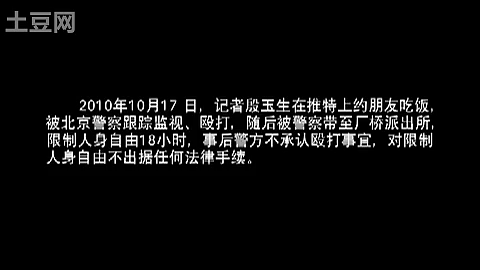 土豆网
2010年10月17 日，记者殷玉生在推特上约朋友吃饭，
被北京警察跟踪监视、殴打，随后被警察带至厂桥派出所，
限制人身自由18小时，事后警方不承认殴打事宜，对限制
人身自由不出据任何法律手续。